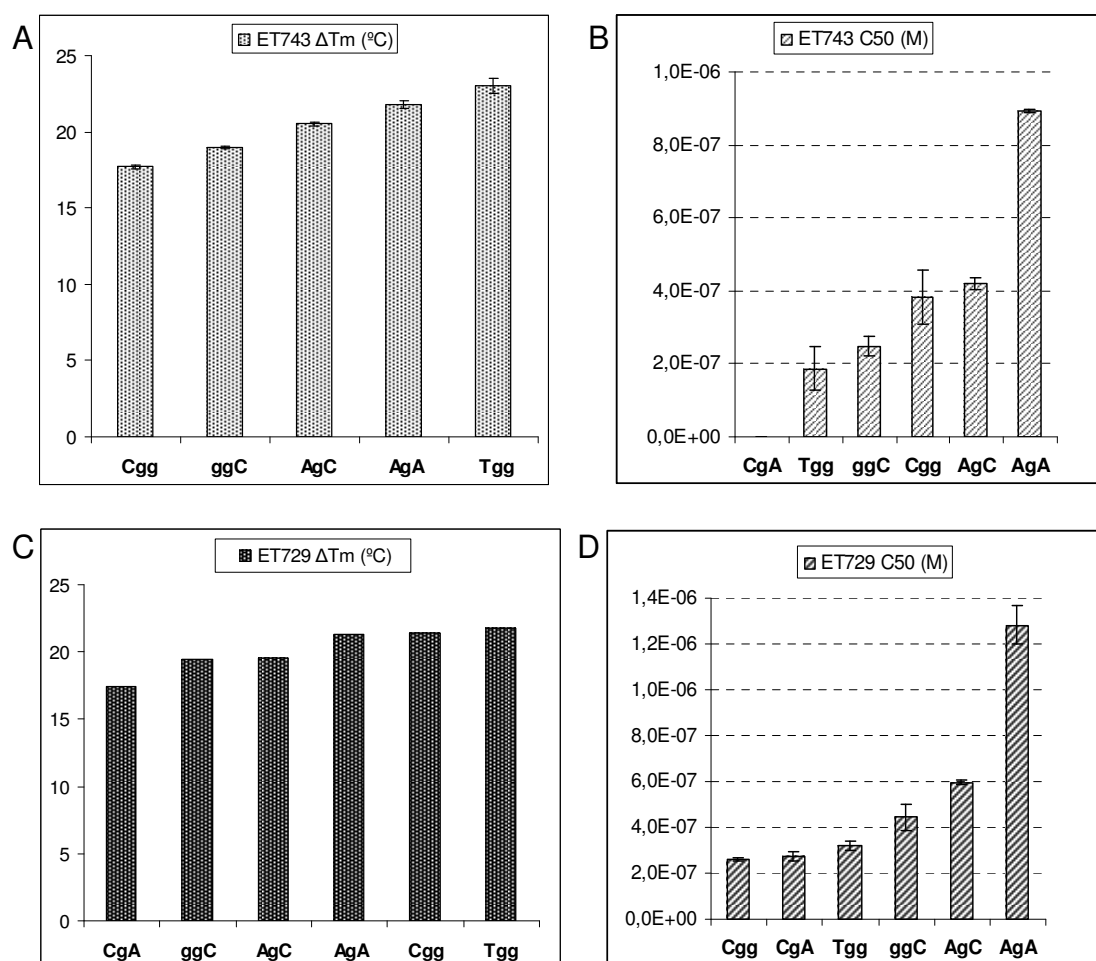 A
ET743 ΔTm (ºC)
25
20
15
10
5
0
Cgg ggC AgC AgA Tgg
B
ET743 C50 (M)
1,0E-06
8,0E-07
6,0E-07
4,0E-07
2,0E-07
0,0E+00
CgA Tgg ggC Cgg AgC AgA
C
ET729 ΔTm (ºC)
25
20
15
10
5
0
CgA ggC AgC AgA Cgg Tgg
D
ET729 C50 (M)
1,4E-06
1,2E-06
1,0E-06
8,0E-07
6,0E-07
4,0E-07
2,0E-07
0,0E+00
Cgg CgA Tgg ggC AgC AgA